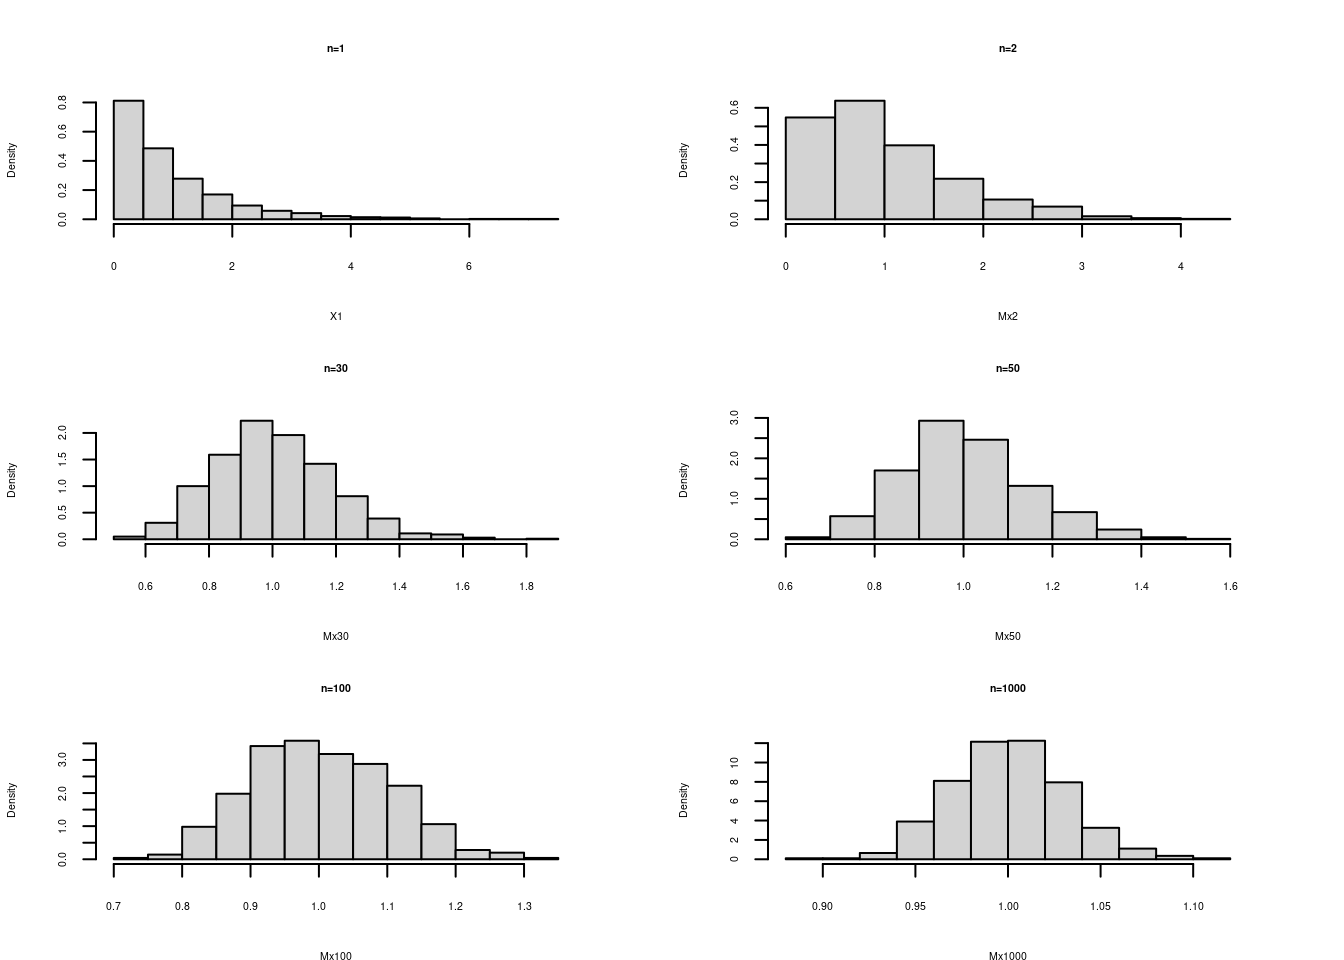 n=1
Density
0.0 0.2 0.4 0.6 0.8
0 2 4 6
X1
n=2
Density
0.0 0.2 0.4 0.6
0 1 2 3 4
Mx2
n=30
Density
0.0 0.5 1.0 1.5 2.0
0.6 0.8 1.0 1.2 1.4 1.6 1.8
Mx30
n=50
Density
0.0 1.0 2.0 3.0
0.6 0.8 1.0 1.2 1.4 1.6
Mx50
n=100
Density
0.0 1.0 2.0 3.0
0.7 0.8 0.9 1.0 1.1 1.2 1.3
Mx100
n=1000
Density
0 2 4 6 8 10
0.90 0.95 1.00 1.05 1.10
Mx1000